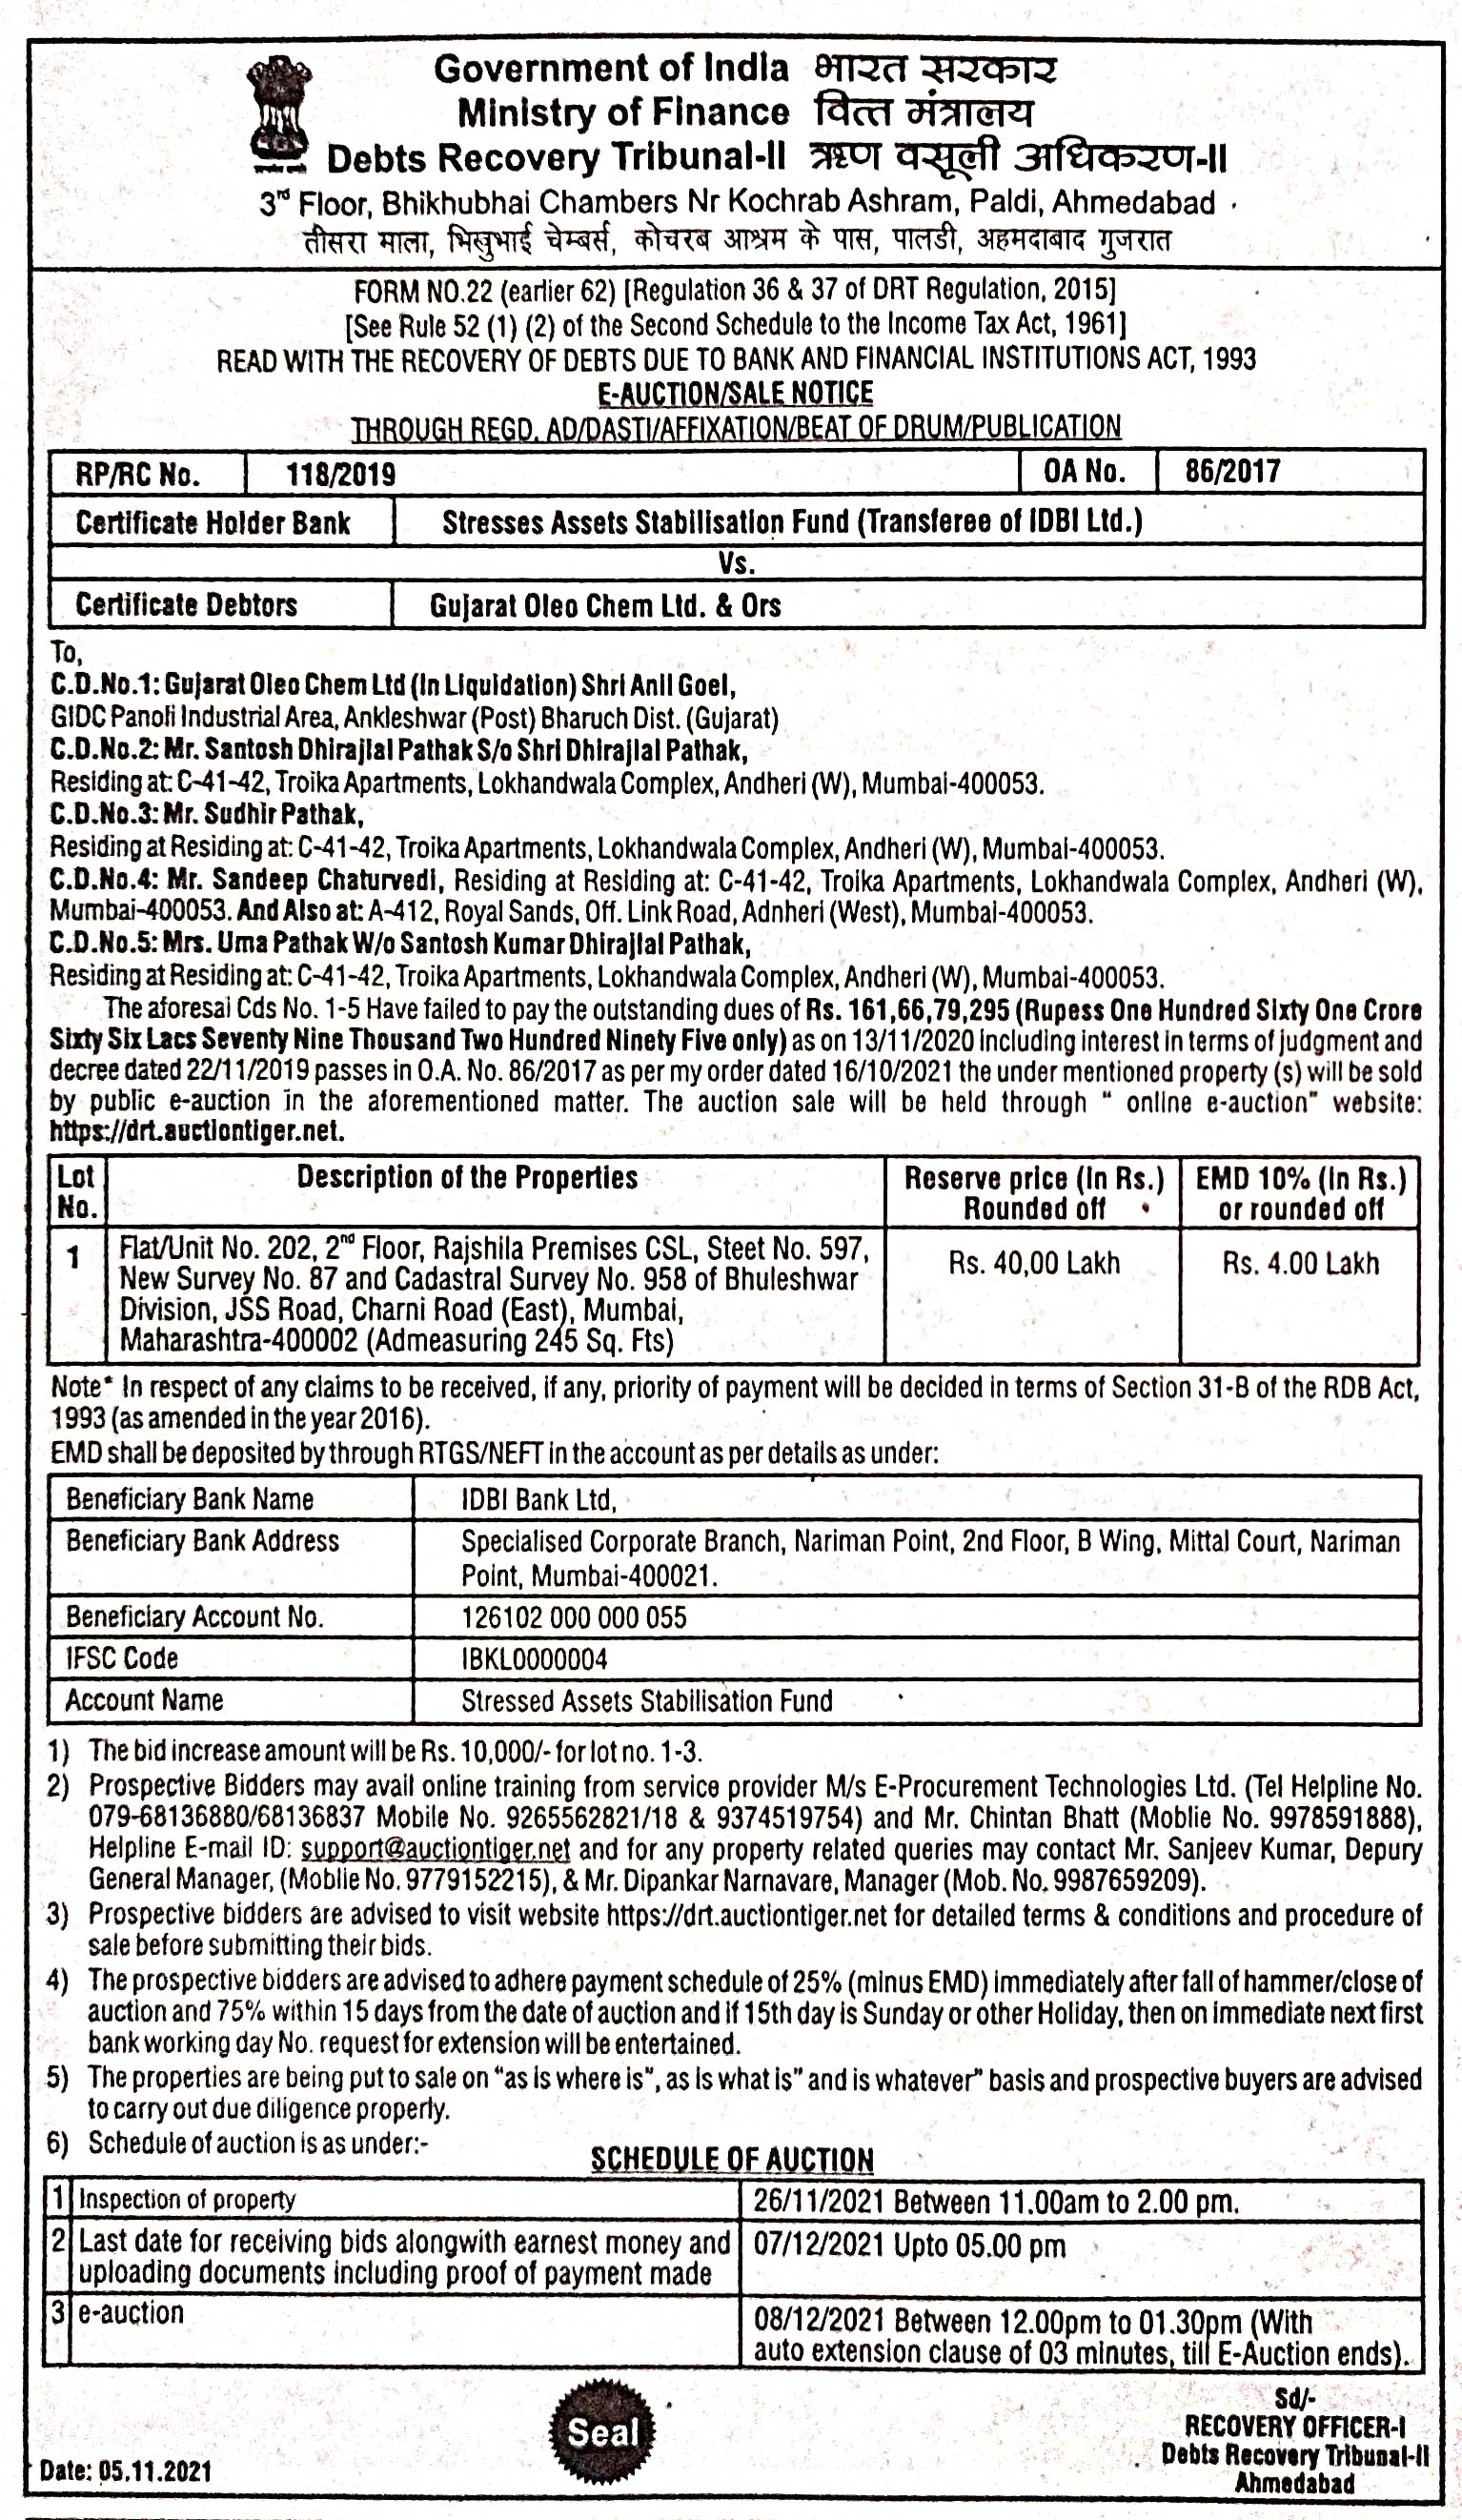 Government of India भारत सरकार
Ministry of Finance वित्त मंत्रालय
Debts Recovery Tribunal-II ऋण वसूली अधिकरण-II
3rd Floor, Bhikhubhai Chambers Nr Kochrab Ashram, Paldi, Ahmedabad
तीसरा माला, भिखुभाई चेम्बर्स, कोचरब आश्रम के पास, पालडी, अहमदाबाद गुजरात
FORM NO.22 (earlier 62) [Regulation 36 & 37 of DRT Regulation, 2015]
[See Rule 52 (1) (2) of the Second Schedule to the Income Tax Act, 1961]
READ WITH THE RECOVERY OF DEBTS DUE TO BANK AND FINANCIAL INSTITUTIONS ACT, 1993
E-AUCTION/SALE NOTICE
THROUGH REGD. AD/DASTI/AFFIXATION/BEAT OF DRUM/PUBLICATION
RP/RC No. 118/2019 OA No. 86/2017
Certificate Holder Bank Stresses Assets Stabilisation Fund (Transferee of IDBI Ltd.)
Vs.
Certificate Debtors Gujarat Oleo Chem Ltd. & Ors
To,
C.D.No.1: Gujarat Oleo Chem Ltd (In Liquidation) Shri Anil Goel,
GIDC Panoli Industrial Area, Ankleshwar (Post) Bharuch Dist. (Gujarat)
C.D.No.2: Mr. Santosh Dhirajlal Pathak S/o Shri Dhirajlal Pathak,
Residing at: C-41-42, Troika Apartments, Lokhandwala Complex, Andheri (W), Mumbai-400053.
C.D.No.3: Mr. Sudhir Pathak,
Residing at Residing at: C-41-42, Troika Apartments, Lokhandwala Complex, Andheri (W), Mumbai-400053.
C.D.No.4: Mr. Sandeep Chaturvedi, Residing at Residing at: C-41-42, Troika Apartments, Lokhandwala Complex, Andheri (W),
Mumbai-400053. And Also at: A-412, Royal Sands, Off. Link Road, Adnheri (West), Mumbai-400053.
C.D.No.5: Mrs. Uma Pathak W/o Santosh Kumar Dhirajlal Pathak,
Residing at Residing at: C-41-42, Troika Apartments, Lokhandwala Complex, Andheri (W), Mumbai-400053.
The aforesai Cds No. 1-5 Have failed to pay the outstanding dues of Rs. 161,66,79,295 (Rupess One Hundred Sixty One Crore
Sixty Six Lacs Seventy Nine Thousand Two Hundred Ninety Five only) as on 13/11/2020 including interest in terms of judgment and
decree dated 22/11/2019 passes in O.A. No. 86/2017 as per my order dated 16/10/2021 the under mentioned property (s) will be sold
by public e-auction in the aforementioned matter. The auction sale will be held through " online e-auction" website:
https://drt.auctiontiger.net.
Lot No. Description of the Properties Reserve price (In Rs.) Rounded off EMD 10% (In Rs.) or rounded off
1 Flat/Unit No. 202, 2nd Floor, Rajshila Premises CSL, Steet No. 597, Rs. 40,00 Lakh Rs. 4.00 Lakh
New Survey No. 87 and Cadastral Survey No. 958 of Bhuleshwar
Division, JSS Road, Charni Road (East), Mumbai,
Maharashtra-400002 (Admeasuring 245 Sq. Fts)
Note* In respect of any claims to be received, if any, priority of payment will be decided in terms of Section 31-B of the RDB Act,
1993 (as amended in the year 2016).
EMD shall be deposited by through RTGS/NEFT in the account as per details as under:
Beneficiary Bank Name IDBI Bank Ltd,
Beneficiary Bank Address Specialised Corporate Branch, Nariman Point, 2nd Floor, B Wing, Mittal Court, Nariman
Point, Mumbai-400021.
Beneficiary Account No. 126102 000 000 055
IFSC Code IBKL0000004
Account Name Stressed Assets Stabilisation Fund
1) The bid increase amount will be Rs. 10,000/- for lot no. 1-3.
2) Prospective Bidders may avail online training from service provider M/s E-Procurement Technologies Ltd. (Tel Helpline No.
079-68136880/68136837 Mobile No. 9265562821/18 & 9374519754) and Mr. Chintan Bhatt (Moblie No. 9978591888),
Helpline E-mail ID: support@auctiontiger.net and for any property related queries may contact Mr. Sanjeev Kumar, Depury
General Manager, (Moblie No. 9779152215), & Mr. Dipankar Narnavare, Manager (Mob. No. 9987659209).
3) Prospective bidders are advised to visit website https://drt.auctiontiger.net for detailed terms & conditions and procedure of
sale before submitting their bids.
4) The prospective bidders are advised to adhere payment schedule of 25% (minus EMD) immediately after fall of hammer/close of
auction and 75% within 15 days from the date of auction and if 15th day is Sunday or other Holiday, then on immediate next first
bank working day No. request for extension will be entertained.
5) The properties are being put to sale on "as is where is", as is what is" and is whatever" basis and prospective buyers are advised
to carry out due diligence properly.
6) Schedule of auction is as under:-
SCHEDULE OF AUCTION
1 Inspection of property 26/11/2021 Between 11.00am to 2.00 pm.
2 Last date for receiving bids alongwith earnest money and 07/12/2021 Upto 05.00 pm
uploading documents including proof of payment made
3 e-auction 08/12/2021 Between 12.00pm to 01.30pm (With
auto extension clause of 03 minutes, till E-Auction ends).
Seal
Sd/-
RECOVERY OFFICER-I
Debts Recovery Tribunal-II
Ahmedabad
Date: 05.11.2021